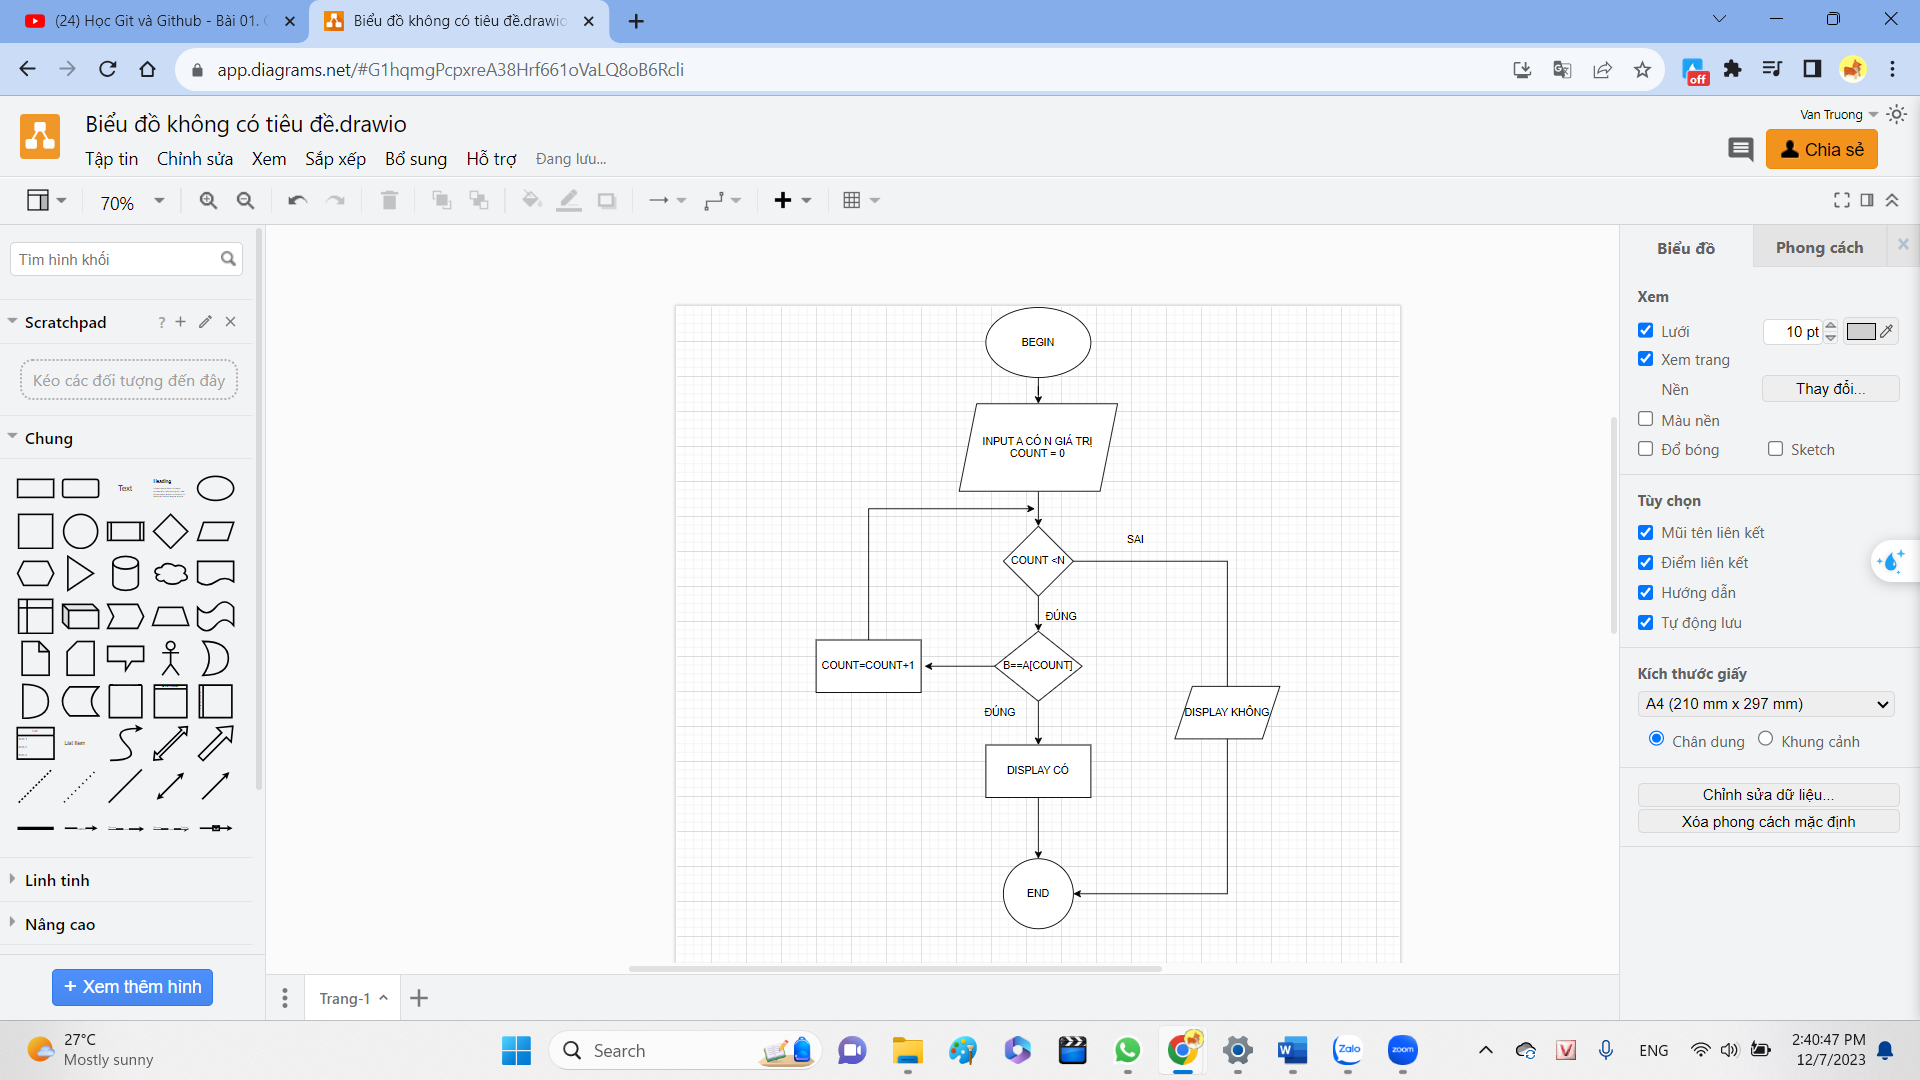 (24) Học Git và Github - Bài 01.
Biểu đồ không có tiêu đề.drawio
app.diagrams.net/#G1hqmgPcpxreA38Hrf661oVaLQ8oB6Rcli
off
Biểu đồ không có tiêu đề.drawio
Van Truong
Tập tin Chỉnh sửa Xem Sắp xếp Bổ sung Hỗ trợ Đang lưu...
Chia sẻ
70%
Tìm hình khối
Scratchpad
?
Kéo các đối tượng đến đây
Chung
Text
Heading
List Item
Linh tinh
Nâng cao
+ Xem thêm hình
BEGIN
INPUT A CÓ N GIÁ TRỊ
COUNT = 0
SAI
COUNT <N
ĐÚNG
COUNT=COUNT+1
B==A[COUNT]
ĐÚNG
DISPLAY KHÔNG
DISPLAY CÓ
END
Trang-1
Biểu đồ
Phong cách
Xem
Lưới
10 pt
Xem trang
Nền
Thay đổi...
Màu nền
Đổ bóng
Sketch
Tùy chọn
Mũi tên liên kết
Điểm liên kết
Hướng dẫn
Tự động lưu
Kích thước giấy
A4 (210 mm x 297 mm)
Chân dung
Khung cảnh
Chỉnh sửa dữ liệu...
Xóa phong cách mặc định
27°C
Mostly sunny
Search
Zalo
zoom
ENG
2:40:47 PM
12/7/2023